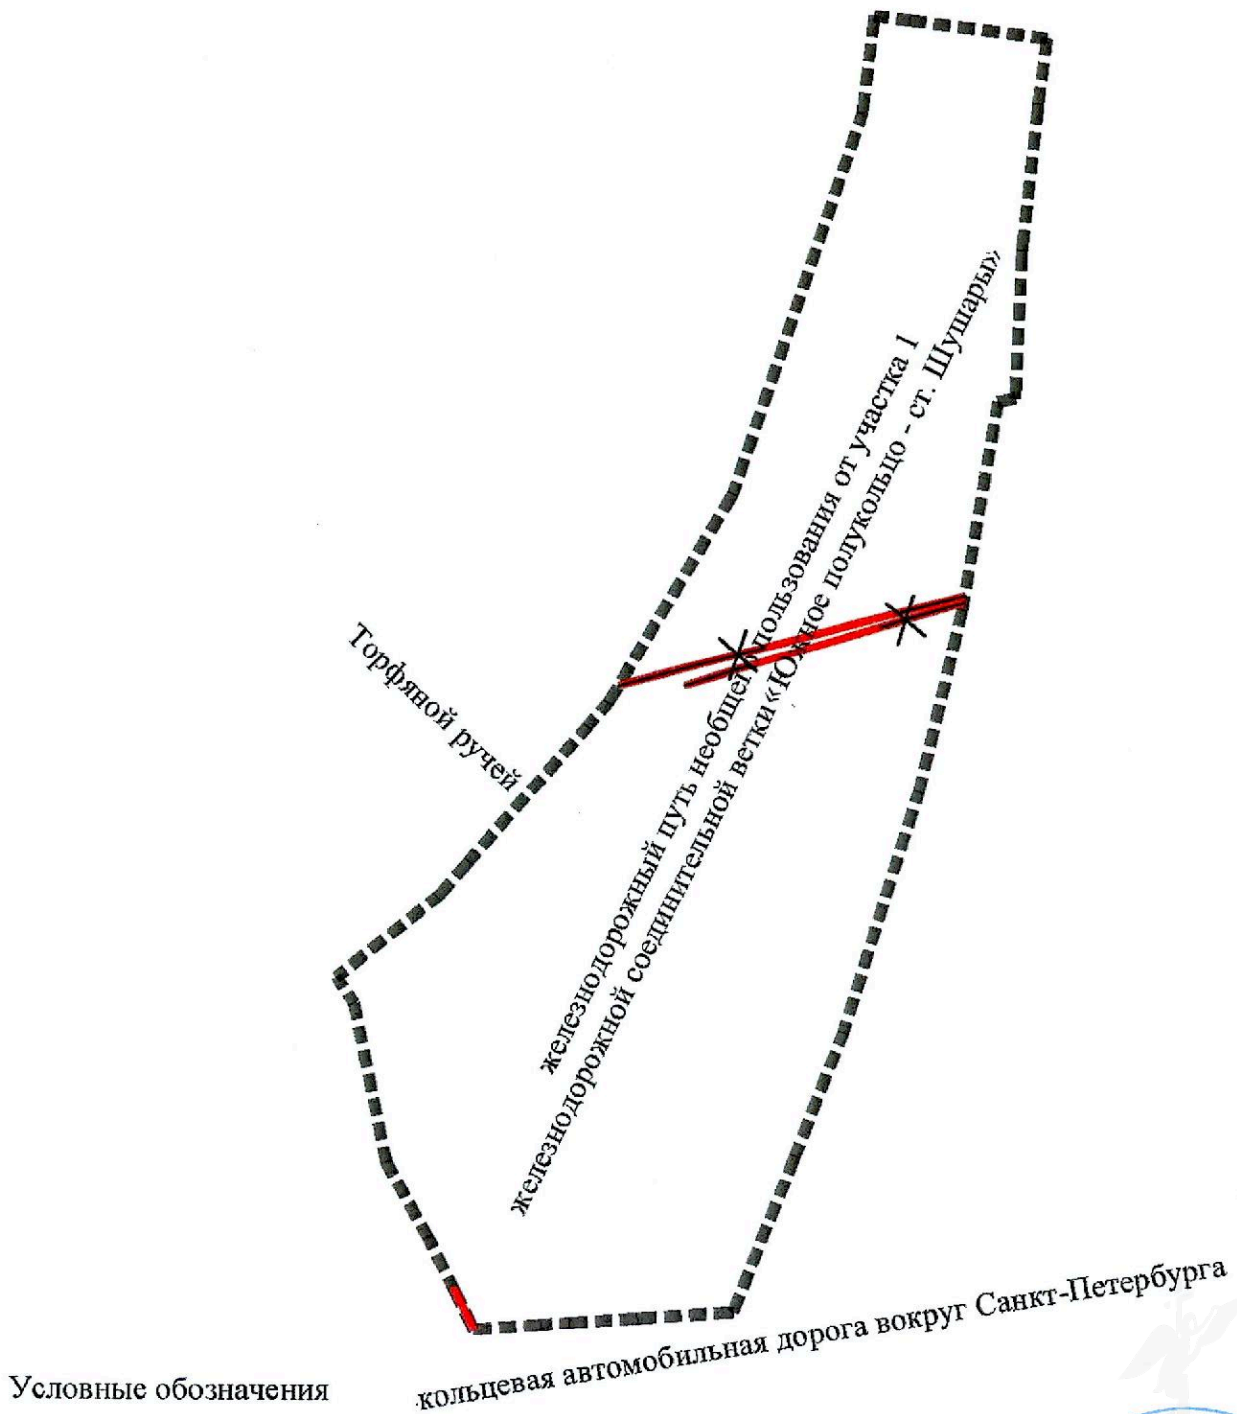 Торфяной ручей
железнодорожный путь необщего пользования от участка 1
железнодорожной соединительной ветки «Южное полукольцо - ст. Шушары»
кольцевая автомобильная дорога вокруг Санкт-Петербурга
Условные обозначения